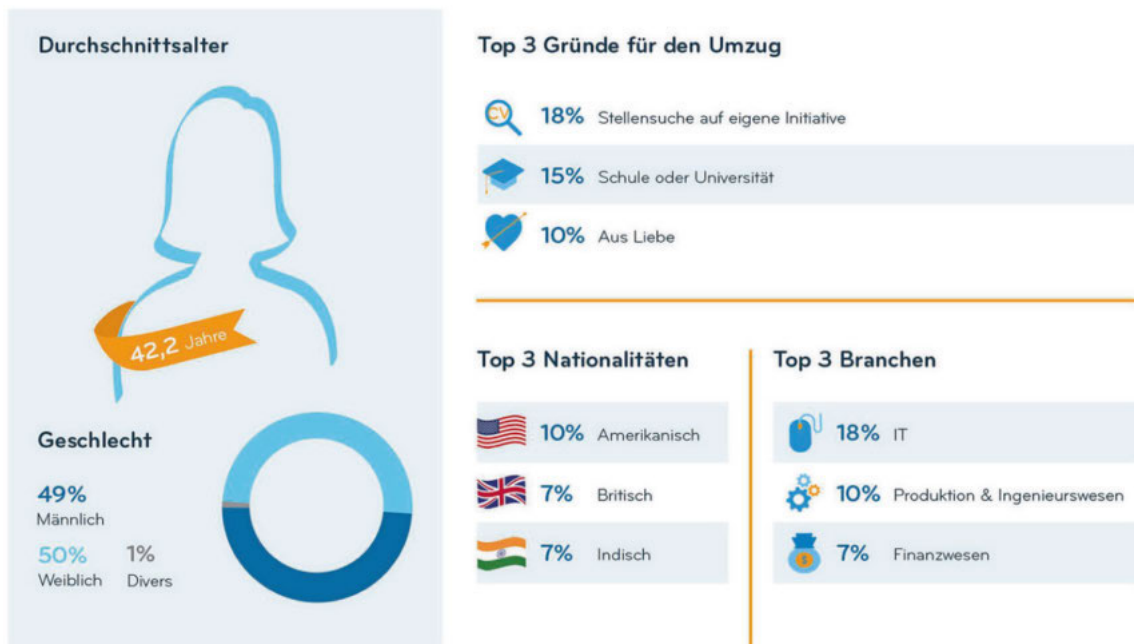 Durchschnittsalter
42,2 Jahre
Geschlecht
49%
Männlich
50%
Weiblich
1%
Divers
Top 3 Gründe für den Umzug
CV
18% Stellensuche auf eigene Initiative
15% Schule oder Universität
10% Aus Liebe
Top 3 Nationalitäten
10% Amerikanisch
7% Britisch
7% Indisch
Top 3 Branchen
18% IT
10% Produktion & Ingenieurswesen
$
7% Finanzwesen